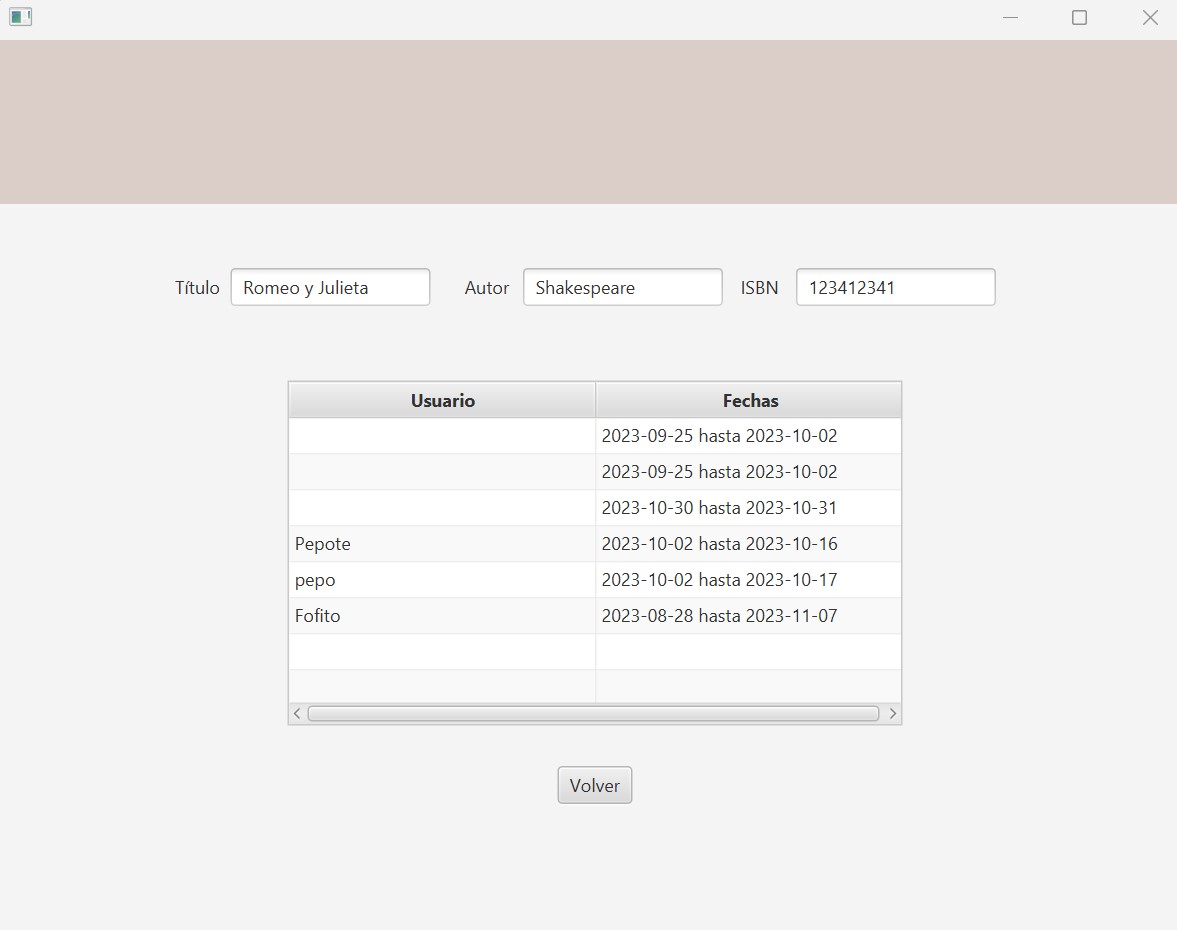 Título Romeo y Julieta Autor Shakespeare ISBN 123412341
Usuario Fechas
2023-09-25 hasta 2023-10-02
2023-09-25 hasta 2023-10-02
2023-10-30 hasta 2023-10-31
Pepote 2023-10-02 hasta 2023-10-16
pepo 2023-10-02 hasta 2023-10-17
Fofito 2023-08-28 hasta 2023-11-07
Volver